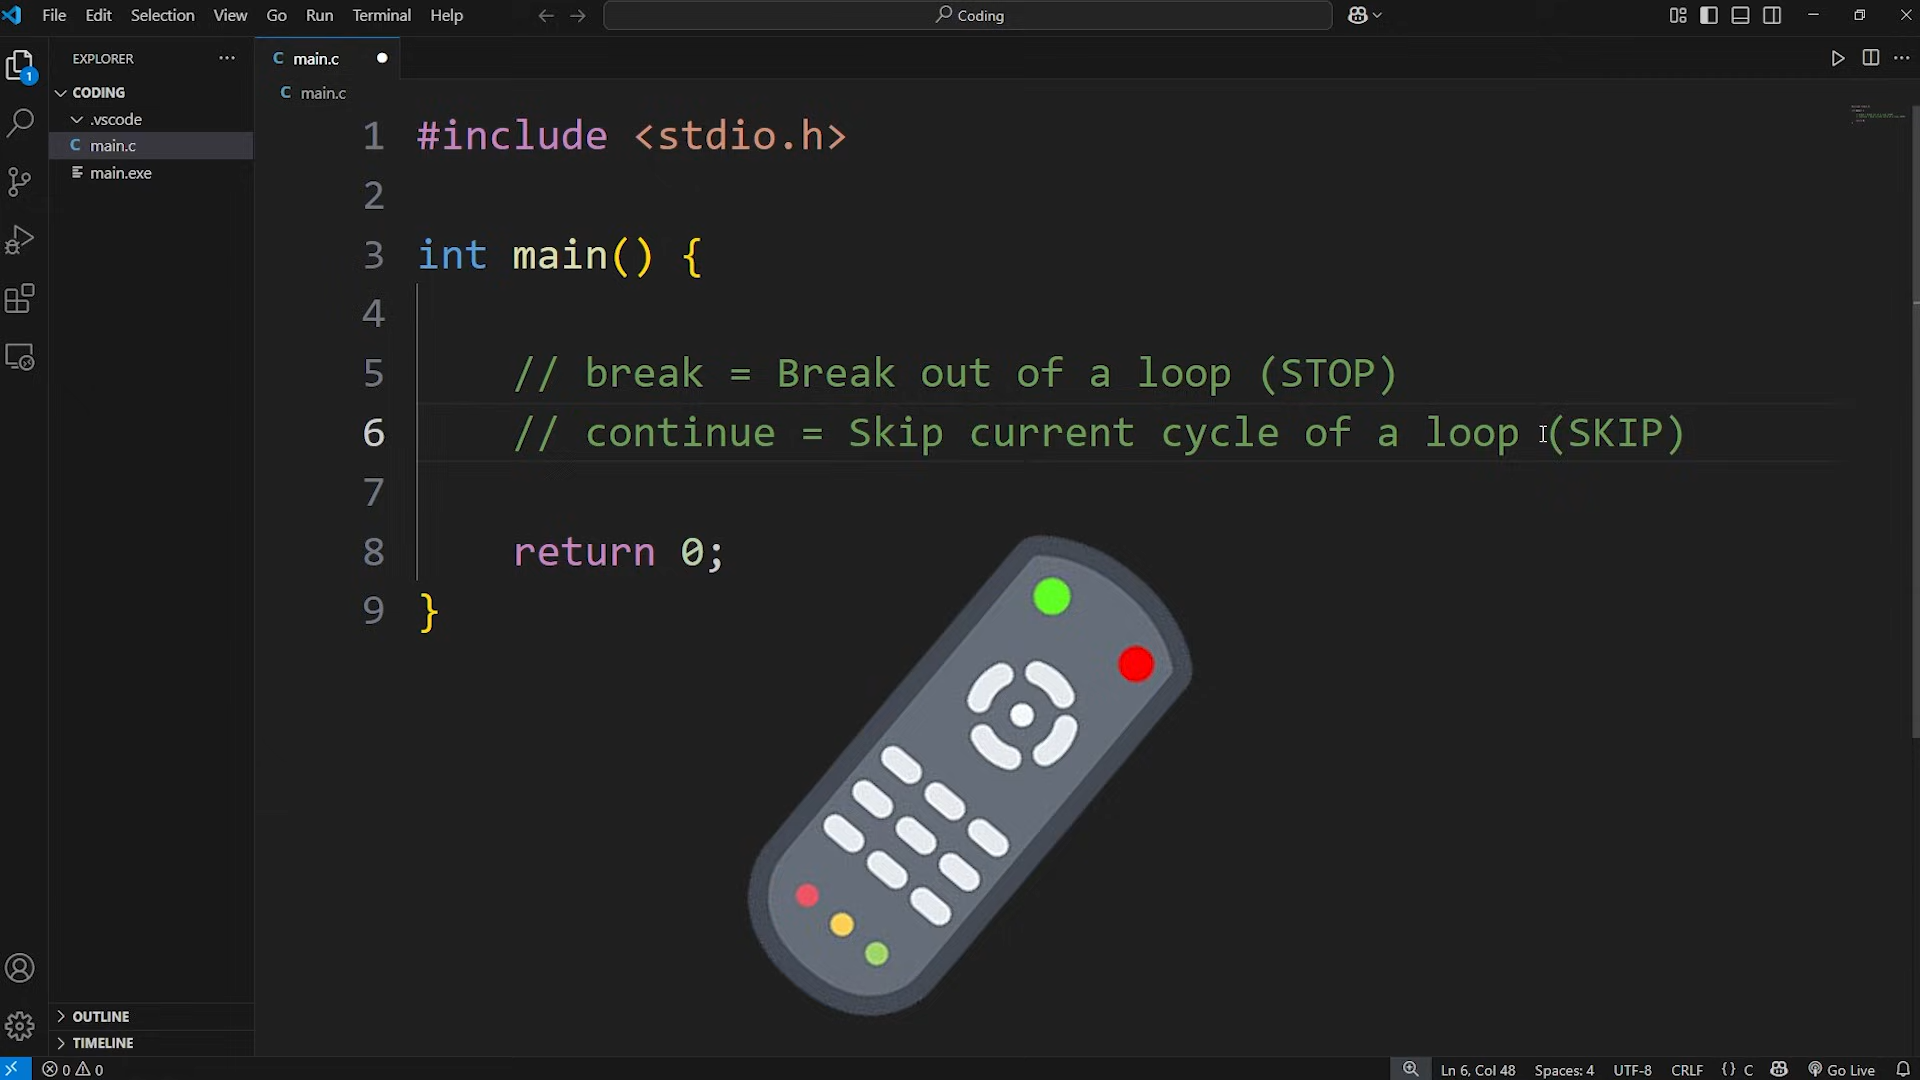 File Edit Selection View Go Run Terminal Help
Coding
EXPLORER
CODING
.vscode
C main.c
main.exe
OUTLINE
TIMELINE
C main.c
C main.c
1 #include <stdio.h>
2
3 int main() {
4
5 // break = Break out of a loop (STOP)
6 // continue = Skip current cycle of a loop (SKIP)
7
8 return 0;
9 }
1
0 0
Ln 6, Col 48 Spaces: 4 UTF-8 CRLF {} C Go Live